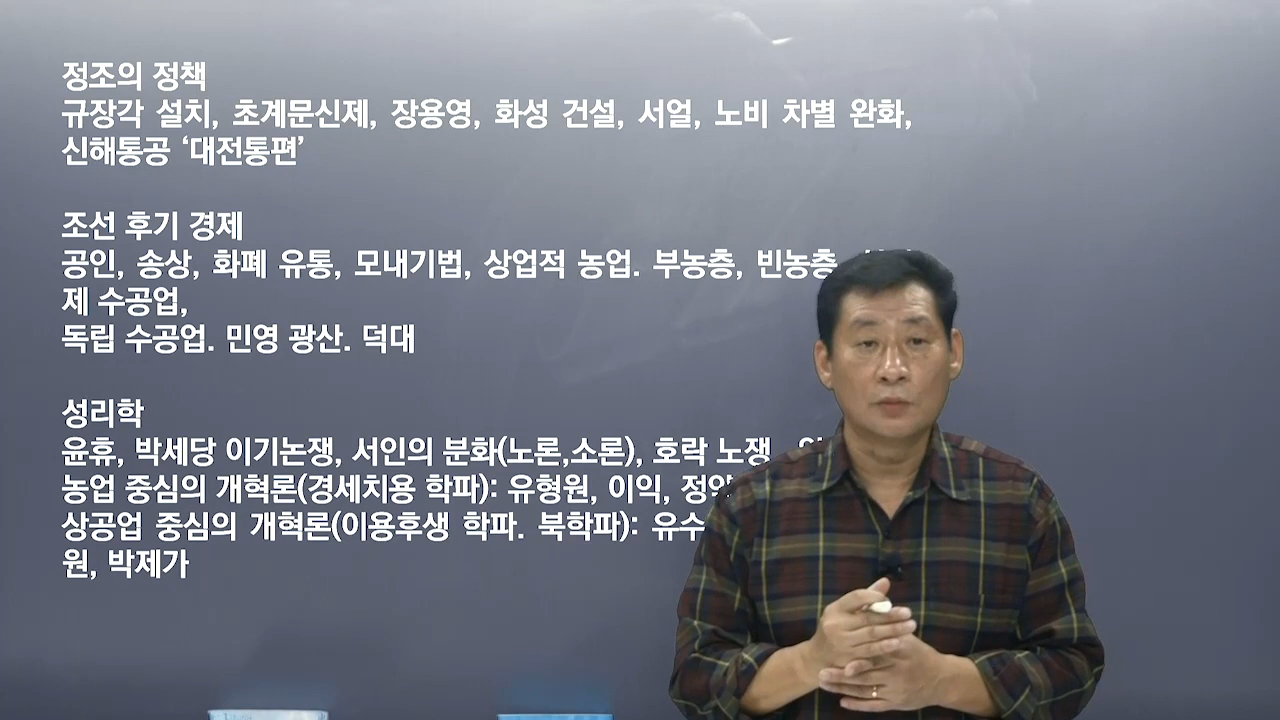 정조의 정책
규장각 설치, 초계문신제, 장용영, 화성 건설, 서얼, 노비 차별 완화,
신해통공 ‘대전통편’
조선 후기 경제
공인, 송상, 화폐 유통, 모내기법, 상업적 농업. 부농층, 빈농층
제 수공업,
독립 수공업. 민영 광산. 덕대
성리학
윤휴, 박세당 이기논쟁, 서인의 분화(노론,소론), 호락 노쟁
농업 중심의 개혁론(경세치용 학파): 유형원, 이익,
상공업 중심의 개혁론(이용후생 학파. 북학파): 유수
원, 박제가